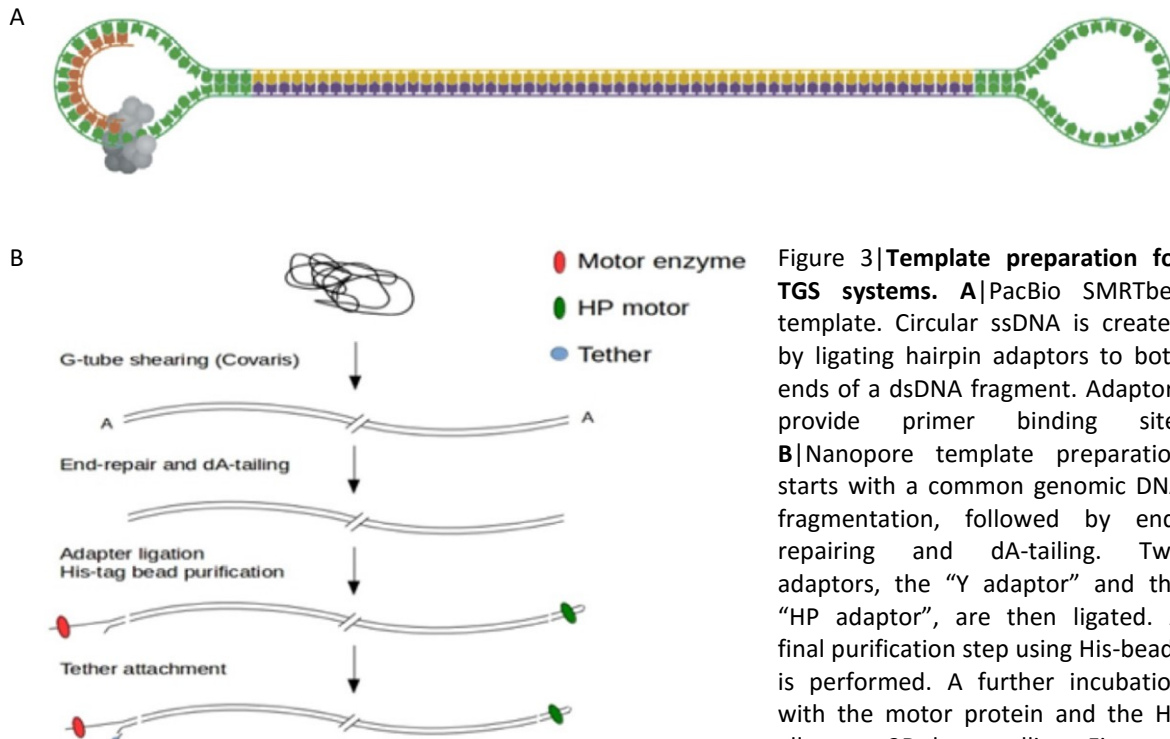 A
B
Motor enzyme
HP motor
Tether
G-tube shearing (Covaris)
A
A
End-repair and dA-tailing
Adapter ligation
His-tag bead purification
Tether attachment
Figure 3|Template preparation fo
TGS systems. A|PacBio SMRTbe
template. Circular ssDNA is create
by ligating hairpin adaptors to bot
ends of a dsDNA fragment. Adaptor
provide primer binding site
B|Nanopore template preparatio
starts with a common genomic DN
fragmentation, followed by end
repairing and dA-tailing. Tw
adaptors, the “Y adaptor” and th
“HP adaptor”, are then ligated.
final purification step using His-bead
is performed. A further incubatio
with the motor protein and the H